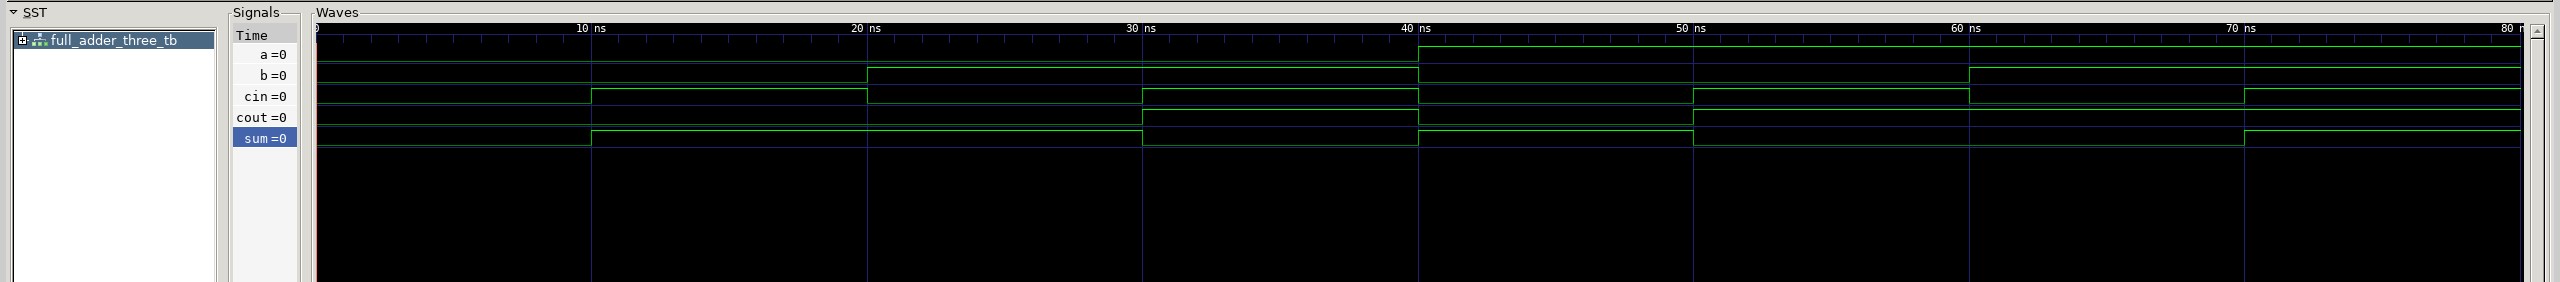 SST
Signals
Waves
full_adder_three_tb
Time
0 10 ns 20 ns 30 ns 40 ns 50 ns 60 ns 70 ns 80 n
a=0
b=0
cin=0
cout=0
sum=0